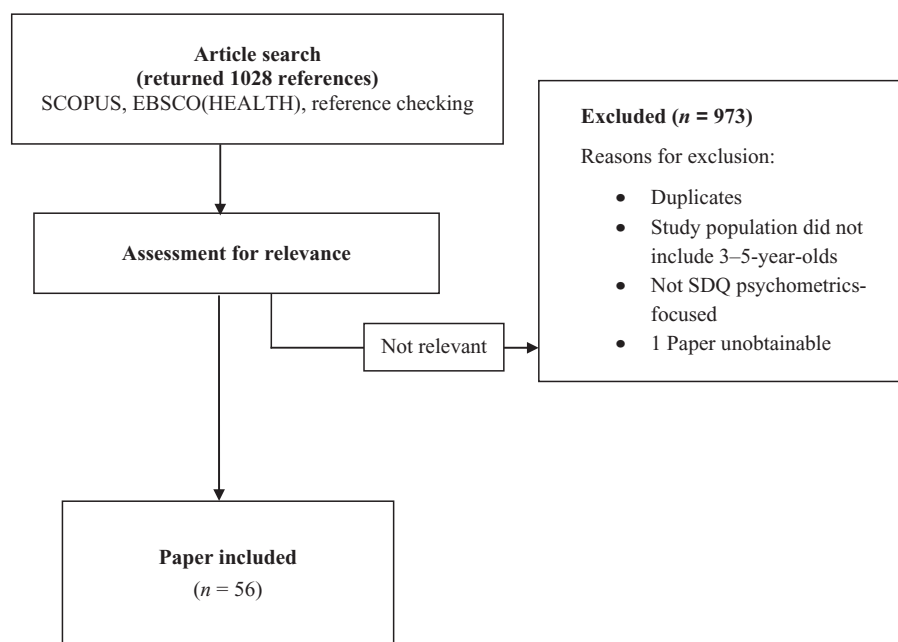 Article search
(returned 1028 references)
SCOPUS, EBSCO(HEALTH), reference checking
Excluded (n = 973)
Reasons for exclusion:
• Duplicates
• Study population did not
include 3–5-year-olds
• Not SDQ psychometrics-
focused
• 1 Paper unobtainable
Assessment for relevance
Not relevant
Paper included
(n = 56)